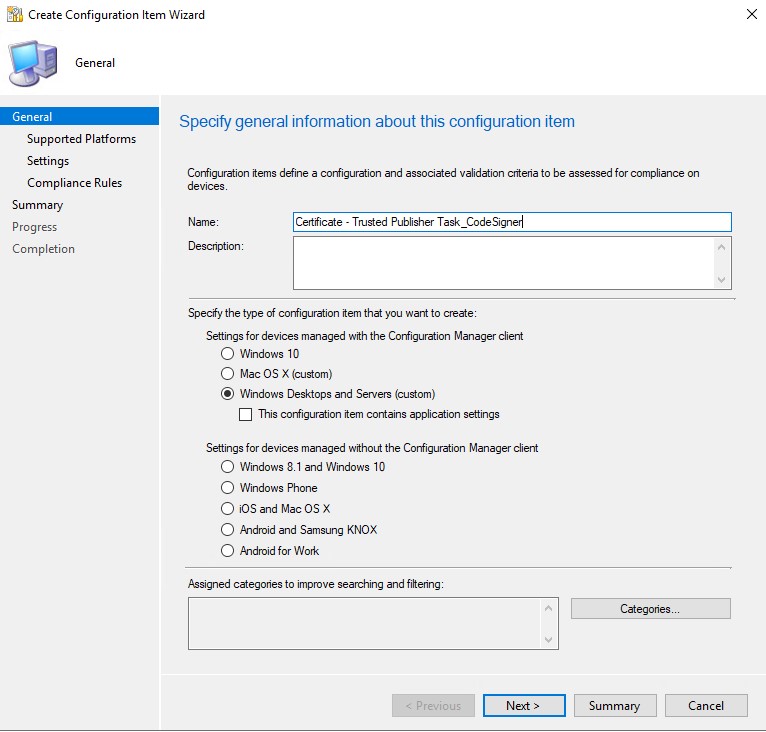 Create Configuration Item Wizard
General
General
Supported Platforms
Settings
Compliance Rules
Summary
Progress
Completion
Specify general information about this configuration item
Configuration items define a configuration and associated validation criteria to be assessed for compliance on
devices.
Name: Certificate - Trusted Publisher Task_CodeSigner
Description:
Specify the type of configuration item that you want to create:
Settings for devices managed with the Configuration Manager client
Windows 10
Mac OS X (custom)
Windows Desktops and Servers (custom)
This configuration item contains application settings
Settings for devices managed without the Configuration Manager client
Windows 8.1 and Windows 10
Windows Phone
iOS and Mac OS X
Android and Samsung KNOX
Android for Work
Assigned categories to improve searching and filtering:
Categories...
< Previous Next > Summary Cancel